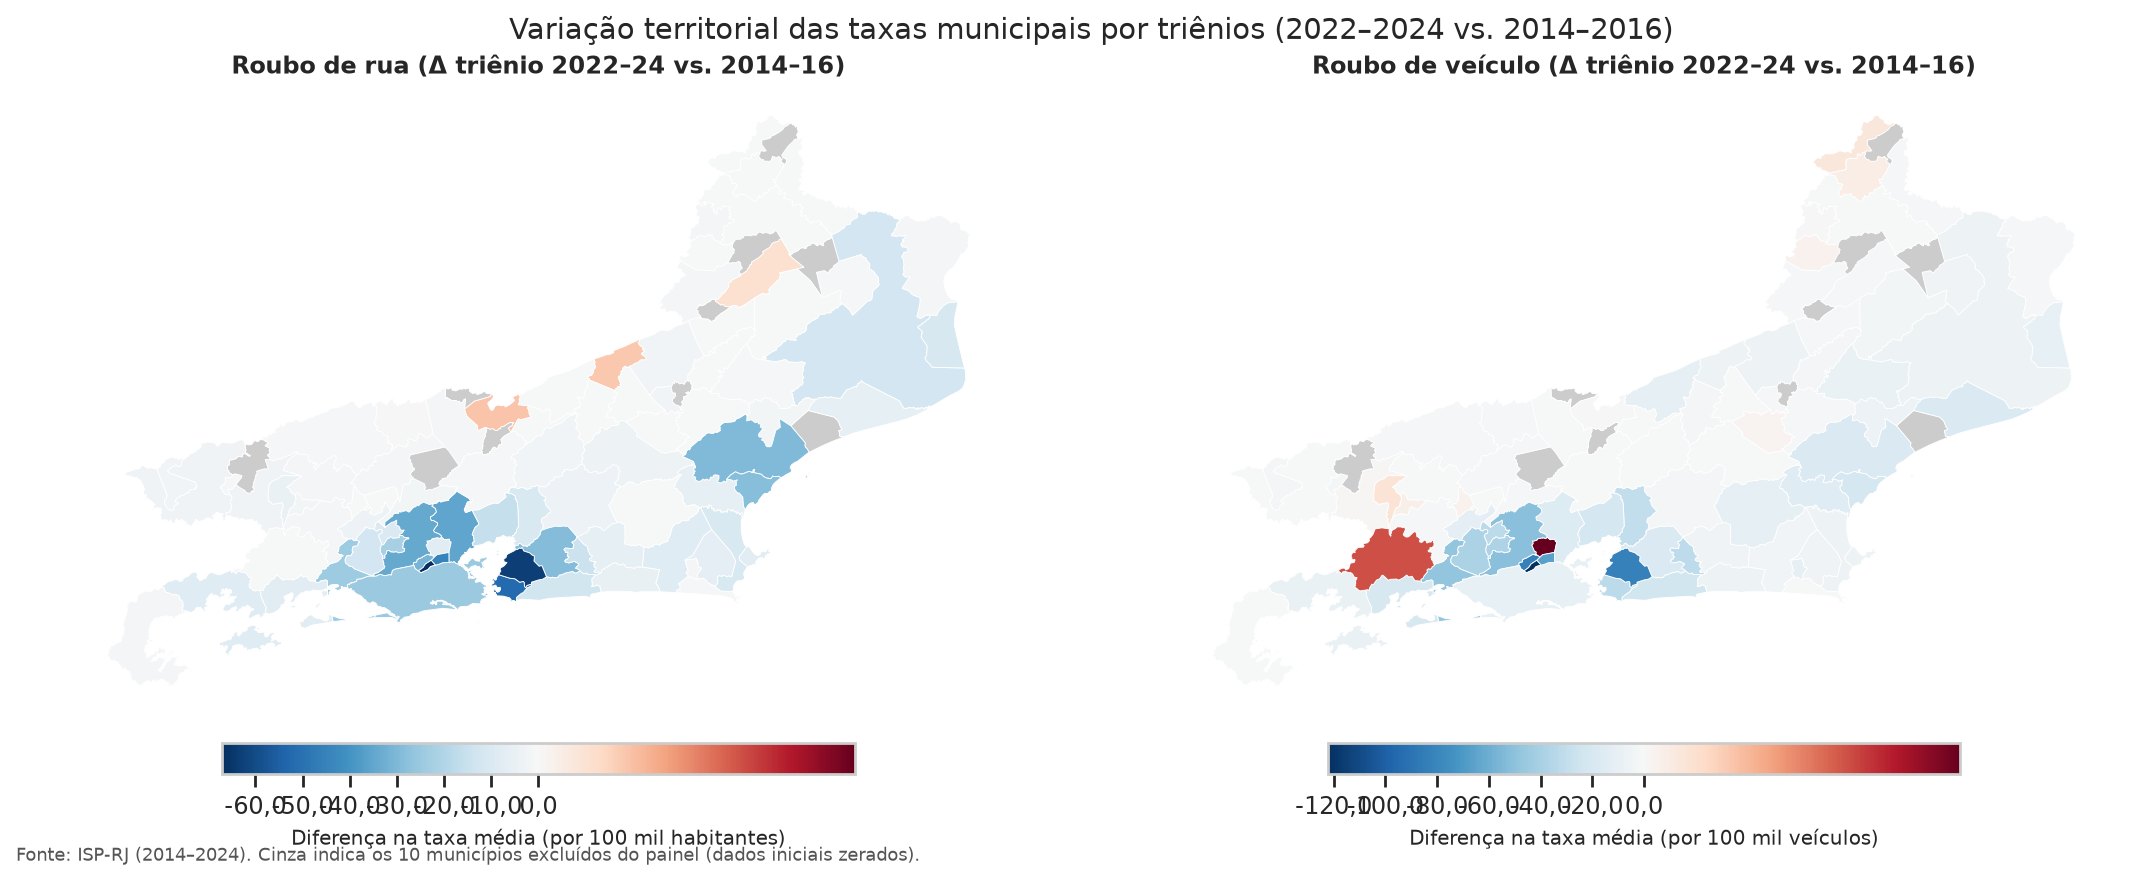 Variação territorial das taxas municipais por triênios (2022–2024 vs. 2014–2016)
Roubo de rua (Δ triênio 2022–24 vs. 2014–16)
Roubo de veículo (Δ triênio 2022–24 vs. 2014–16)
-60,0 -50,0 -40,0 -30,0 -20,0 -10,0 0,0
-120,0 -100,0 -80,0 -60,0 -40,0 -20,0 0,0
Diferença na taxa média (por 100 mil habitantes)
Diferença na taxa média (por 100 mil veículos)
Fonte: ISP-RJ (2014–2024). Cinza indica os 10 municípios excluídos do painel (dados iniciais zerados).